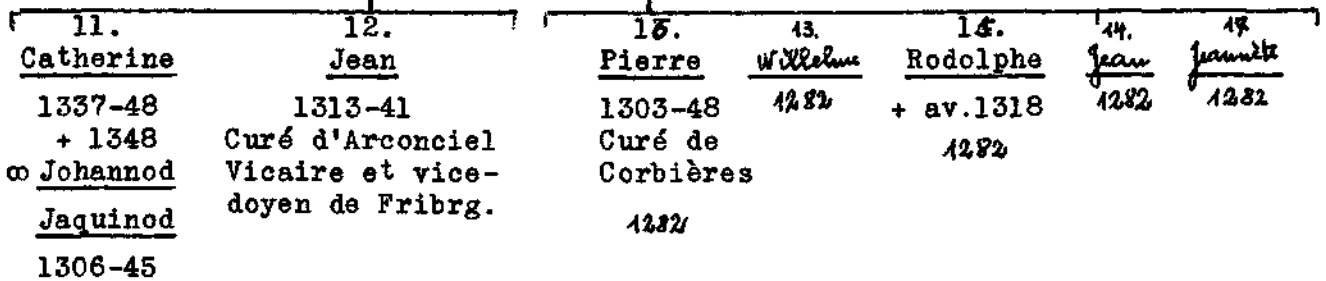 11. 12. 16. 13. 15. 14. 17.
Catherine Jean Pierre Willelme Rodolphe Jean Jeannète
1337-48 1313-41 1303-48 1282 + av.1318 1282 1282
+ 1348 Curé d'Arconciel Curé de 1282
∞ Johannod Vicaire et vice- Corbières
Jaquinod doyen de Fribrg. 1282
1306-45